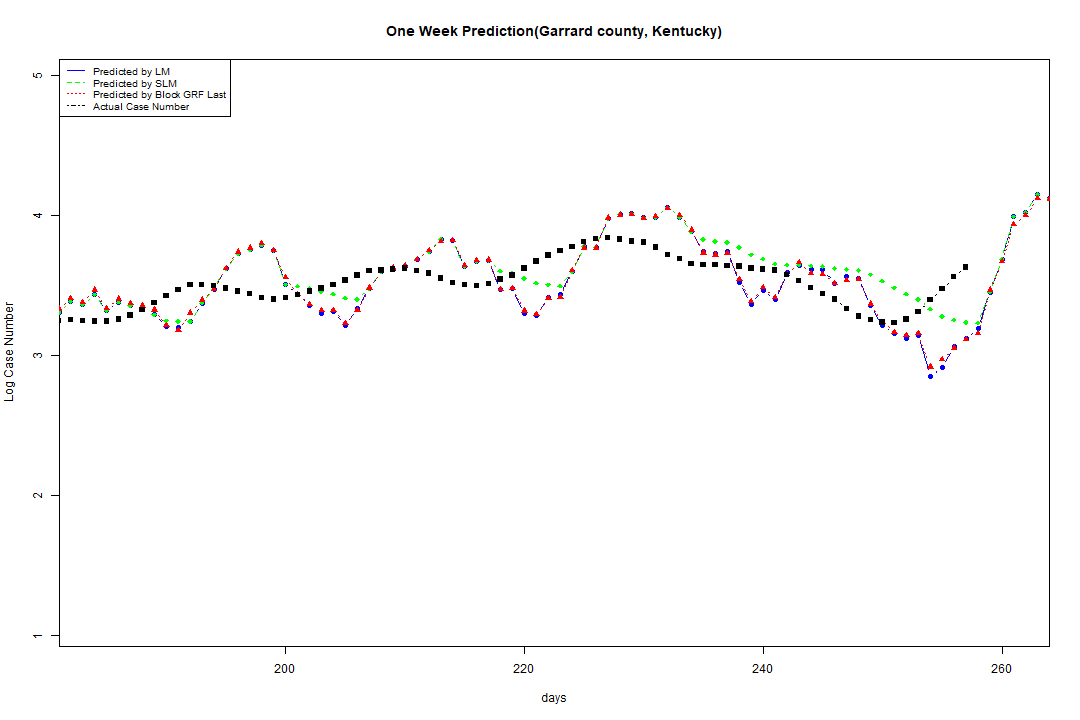 One Week Prediction(Garrard county, Kentucky)
Predicted by LM
Predicted by SLM
Predicted by Block GRF Last
Actual Case Number
5
4
3
2
1
Log Case Number
200 220 240 260
days